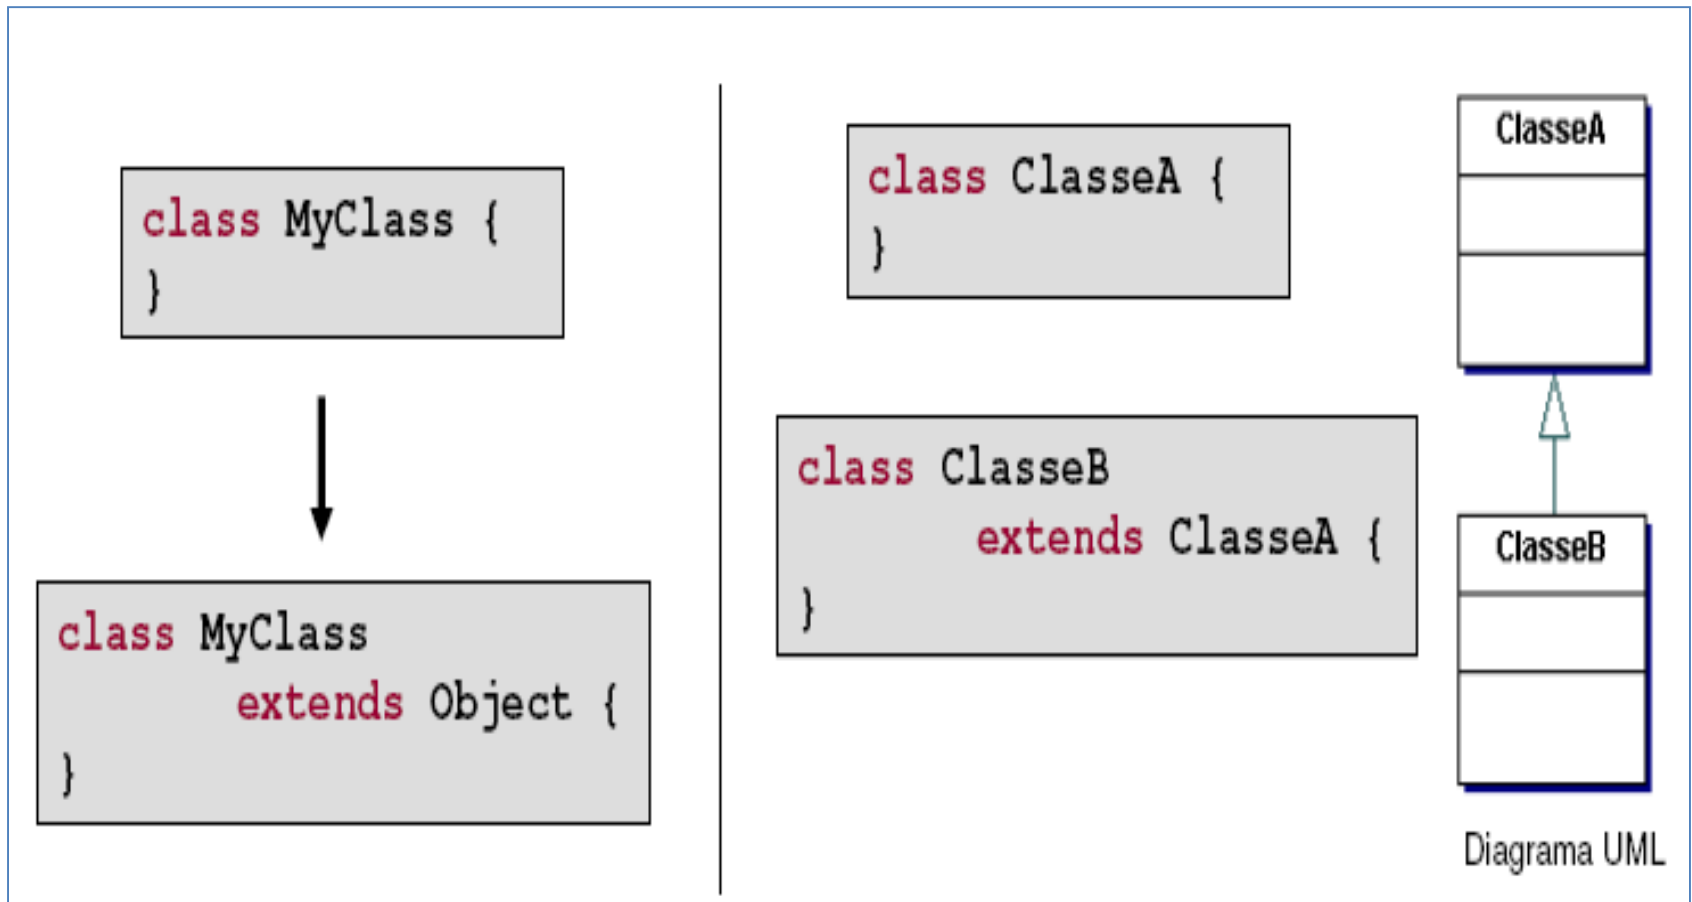 class MyClass {
}
class MyClass
extends Object {
}
class ClasseA {
}
class ClasseB
extends ClasseA {
}
ClasseA
ClasseB
Diagrama UML